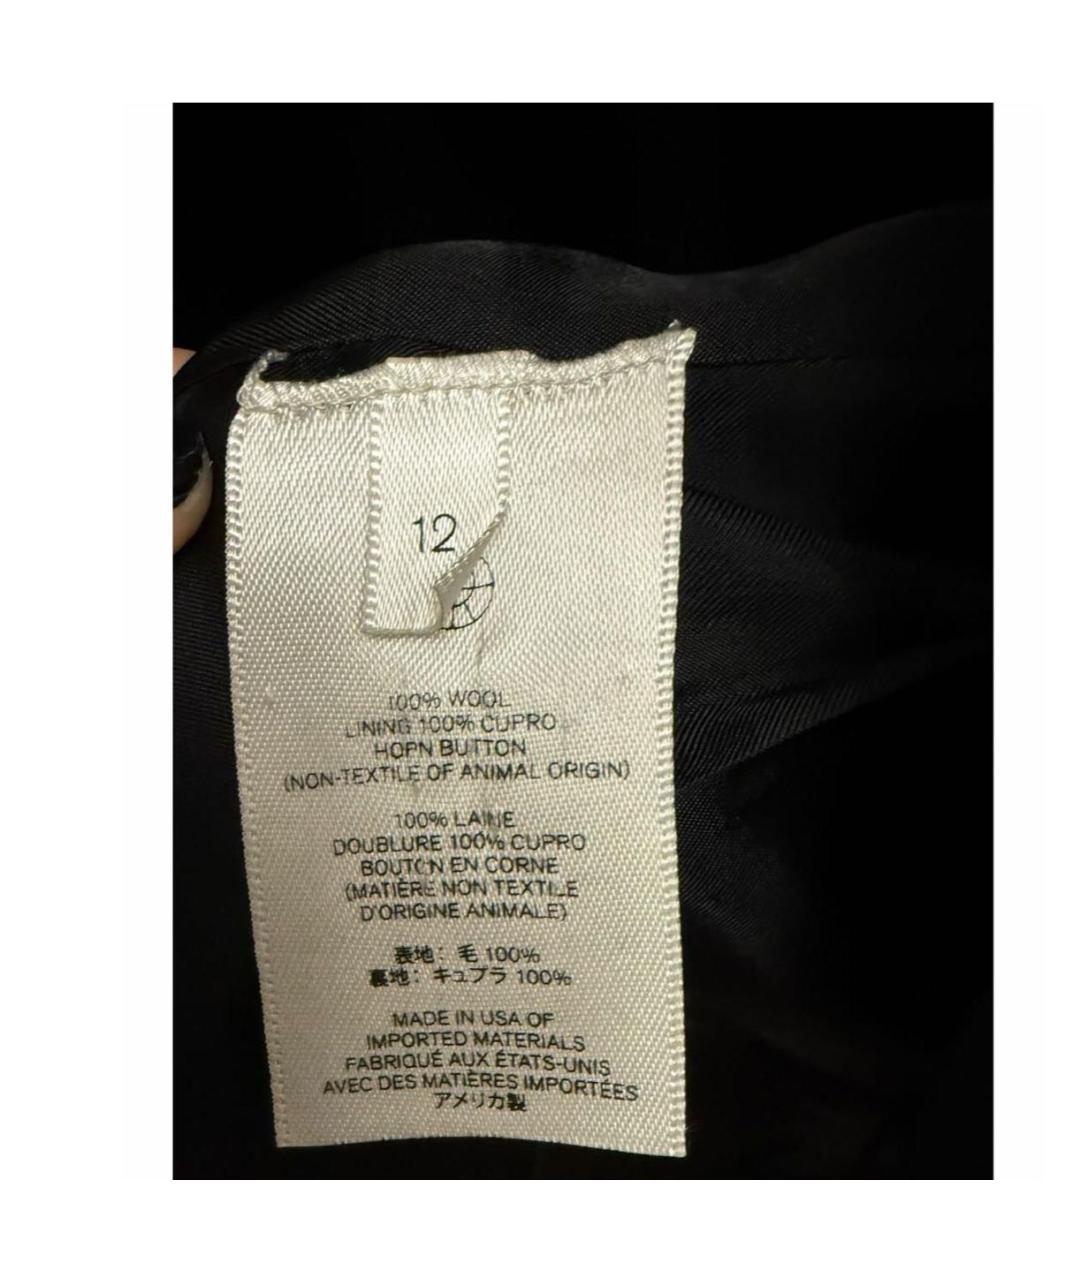 12
100% WOOL
LINING 100% CUPRO
HORN BUTTON
(NON-TEXTILE OF ANIMAL ORIGIN)
100% LAINE
DOUBLURE 100% CUPRO
BOUTON EN CORNE
(MATIÈRE NON TEXTILE
D'ORIGINE ANIMALE)
表地: 毛 100%
裏地: キュプラ 100%
MADE IN USA OF
IMPORTED MATERIALS
FABRIQUÉ AUX ÉTATS-UNIS
AVEC DES MATIÈRES IMPORTÉES
アメリカ製